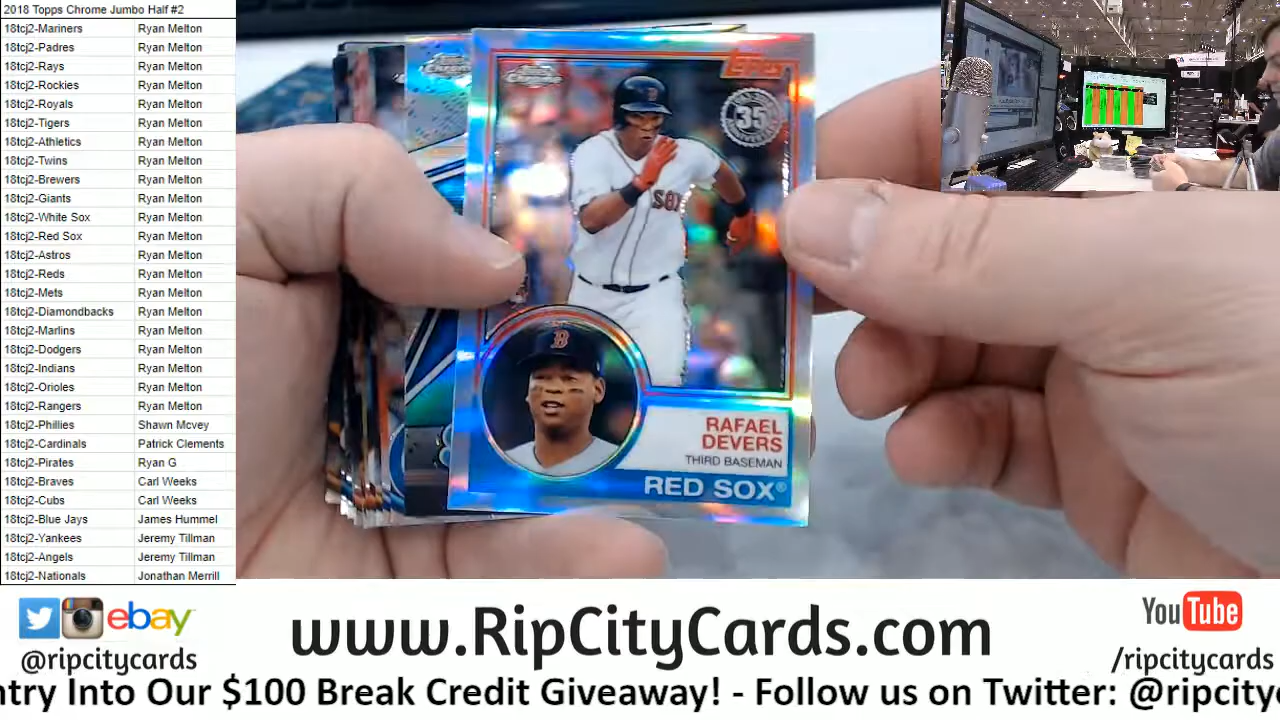 2018 Topps Chrome Jumbo Half #2
18tcj2-Mariners Ryan Melton
18tcj2-Padres Ryan Melton
18tcj2-Rays Ryan Melton
18tcj2-Rockies Ryan Melton
18tcj2-Royals Ryan Melton
18tcj2-Tigers Ryan Melton
18tcj2-Athletics Ryan Melton
18tcj2-Twins Ryan Melton
18tcj2-Brewers Ryan Melton
18tcj2-Giants Ryan Melton
18tcj2-White Sox Ryan Melton
18tcj2-Red Sox Ryan Melton
18tcj2-Astros Ryan Melton
18tcj2-Reds Ryan Melton
18tcj2-Mets Ryan Melton
18tcj2-Diamondbacks Ryan Melton
18tcj2-Marlins Ryan Melton
18tcj2-Dodgers Ryan Melton
18tcj2-Indians Ryan Melton
18tcj2-Orioles Ryan Melton
18tcj2-Rangers Ryan Melton
18tcj2-Phillies Shawn Mcvey
18tcj2-Cardinals Patrick Clements
18tcj2-Pirates Ryan G
18tcj2-Braves Carl Weeks
18tcj2-Cubs Carl Weeks
18tcj2-Blue Jays James Hummel
18tcj2-Yankees Jeremy Tillman
18tcj2-Angels Jeremy Tillman
18tcj2-Nationals Jonathan Merrill
Topps
Topps Chrome
35
SOX
B
RAFAEL
DEVERS
THIRD BASEMAN
RED SOX®
ebay
@ripcitycards
www.RipCityCards.com
YouTube
/ripcitycards
ntry Into Our $100 Break Credit Giveaway! - Follow us on Twitter: @ripcity